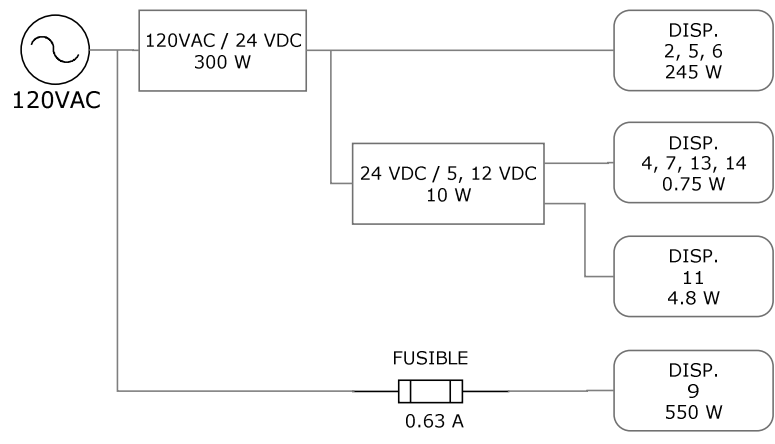 120VAC
120VAC / 24 VDC
300 W
DISP.
2, 5, 6
245 W
24 VDC / 5, 12 VDC
10 W
DISP.
4, 7, 13, 14
0.75 W
DISP.
11
4.8 W
FUSIBLE
0.63 A
DISP.
9
550 W